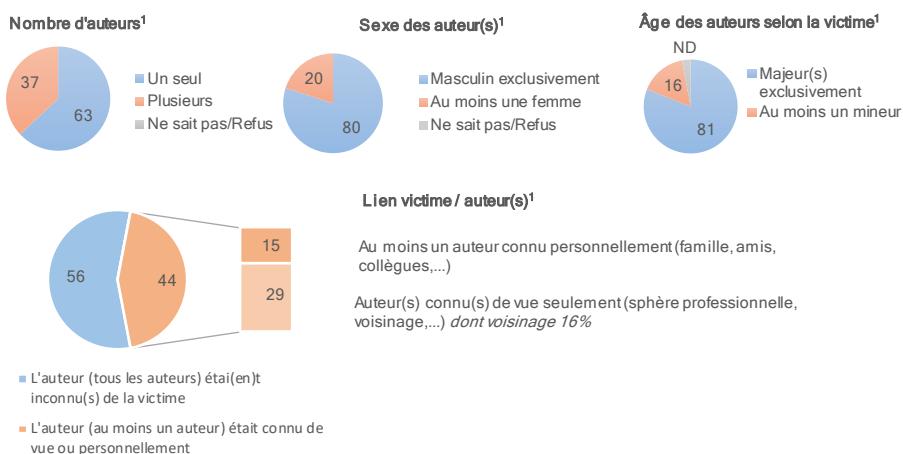 Nombre d'auteurs¹
37
63
Un seul
Plusieurs
Ne sait pas/Refus
Sexe des auteur(s)¹
20
80
Masculin exclusivement
Au moins une femme
Ne sait pas/Refus
Âge des auteurs selon la victime¹
ND
16
81
Majeur(s)
exclusivement
Au moins un mineur
Lien victime / auteur(s)¹
56
44
15
29
Au moins un auteur connu personnellement (famille, amis,
collègues,...)
Auteur(s) connu(s) de vue seulement (sphère professionnelle,
voisinage,...) dont voisinage 16%
L'auteur (tous les auteurs) étai(en)t
inconnu(s) de la victime
L'auteur (au moins un auteur) était connu de
vue ou personnellement